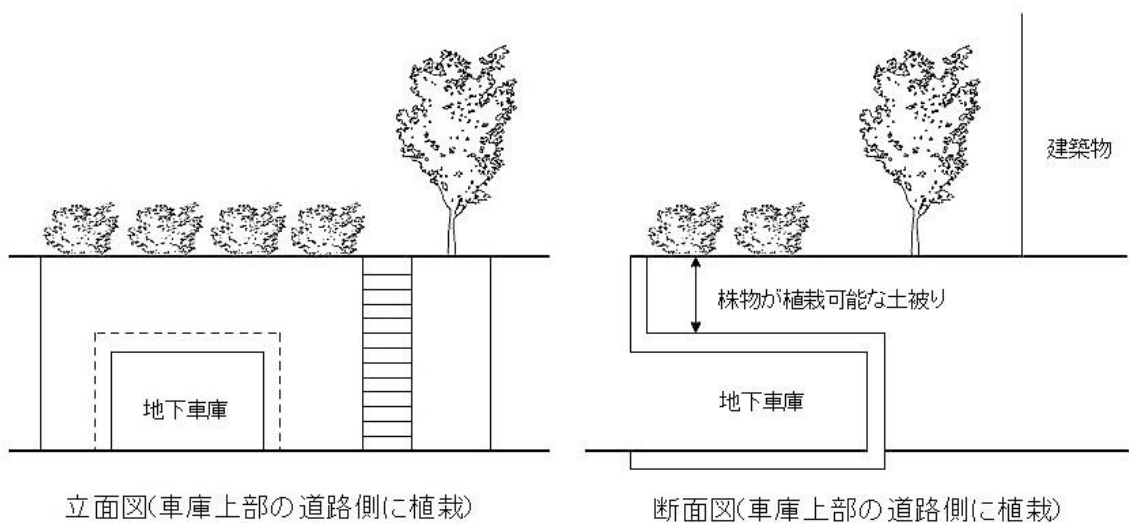 建築物
株物が植栽可能な土被り
地下車庫
地下車庫
立面図(車庫上部の道路側に植栽)
断面図(車庫上部の道路側に植栽)